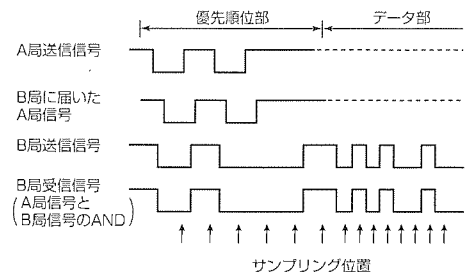 優先順位部
データ部
A局送信信号
B局に届いた
A局信号
B局送信信号
B局受信信号
(A局信号と
B局信号のAND)
サンプリング位置